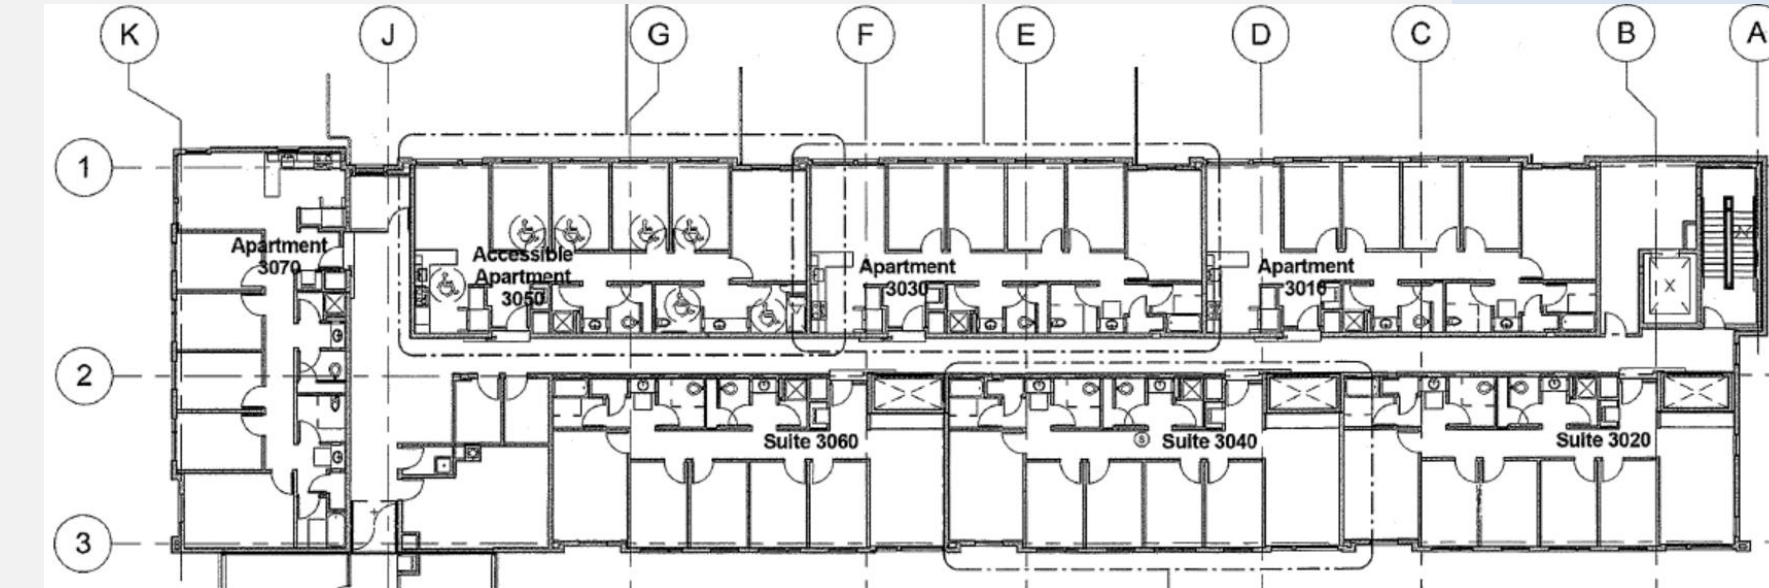 K J G F E D C B A
1
Apartment
3070
Accessible
Apartment
3050
Apartment
3030
Apartment
3010
X
2
Suite 3060
S
Suite 3040
Suite 3020
3